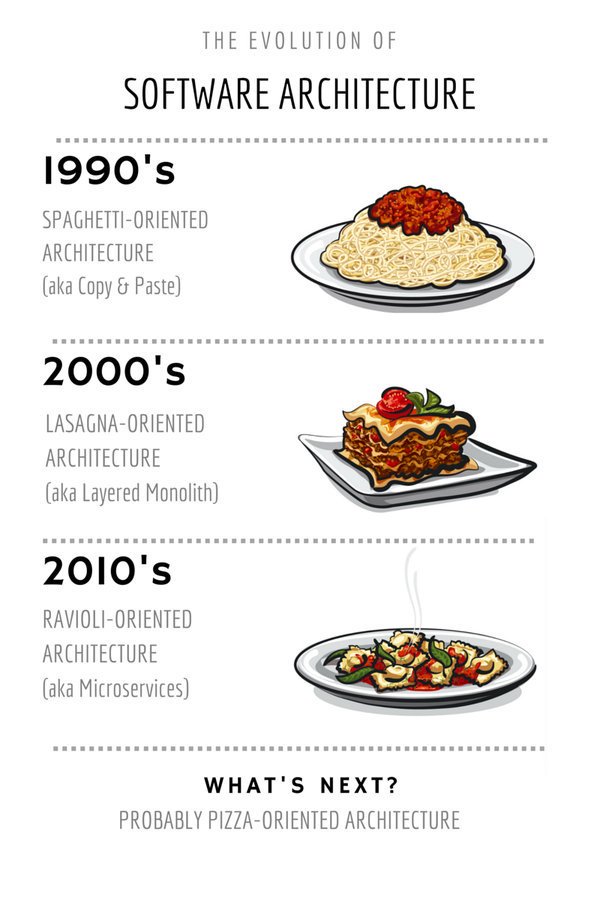 THE EVOLUTION OF
SOFTWARE ARCHITECTURE
1990's
SPAGHETTI-ORIENTED
ARCHITECTURE
(aka Copy & Paste)
2000's
LASAGNA-ORIENTED
ARCHITECTURE
(aka Layered Monolith)
2010's
RAVIOLI-ORIENTED
ARCHITECTURE
(aka Microservices)
WHAT'S NEXT?
PROBABLY PIZZA-ORIENTED ARCHITECTURE